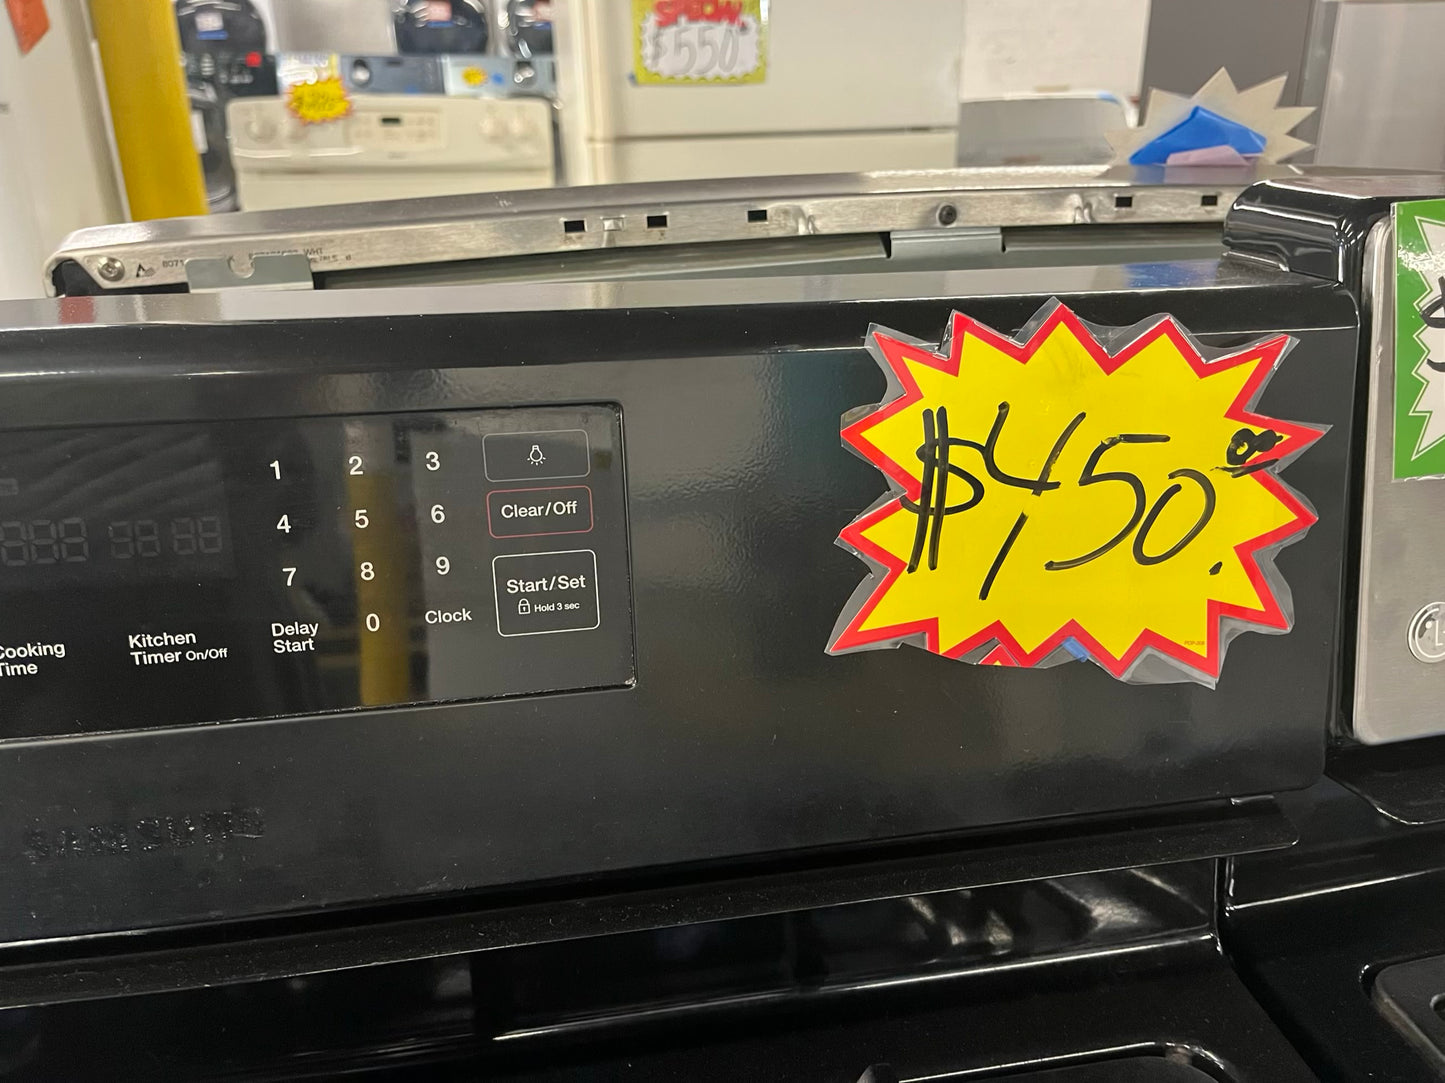 SPECIAL
$550
$450.00
1 2 3
4 5 6
7 8 9
0
Clear/Off
Start/Set
Hold 3 sec
Clock
Delay
Start
Kitchen
Timer On/Off
Cooking
Time
SAMSUNG